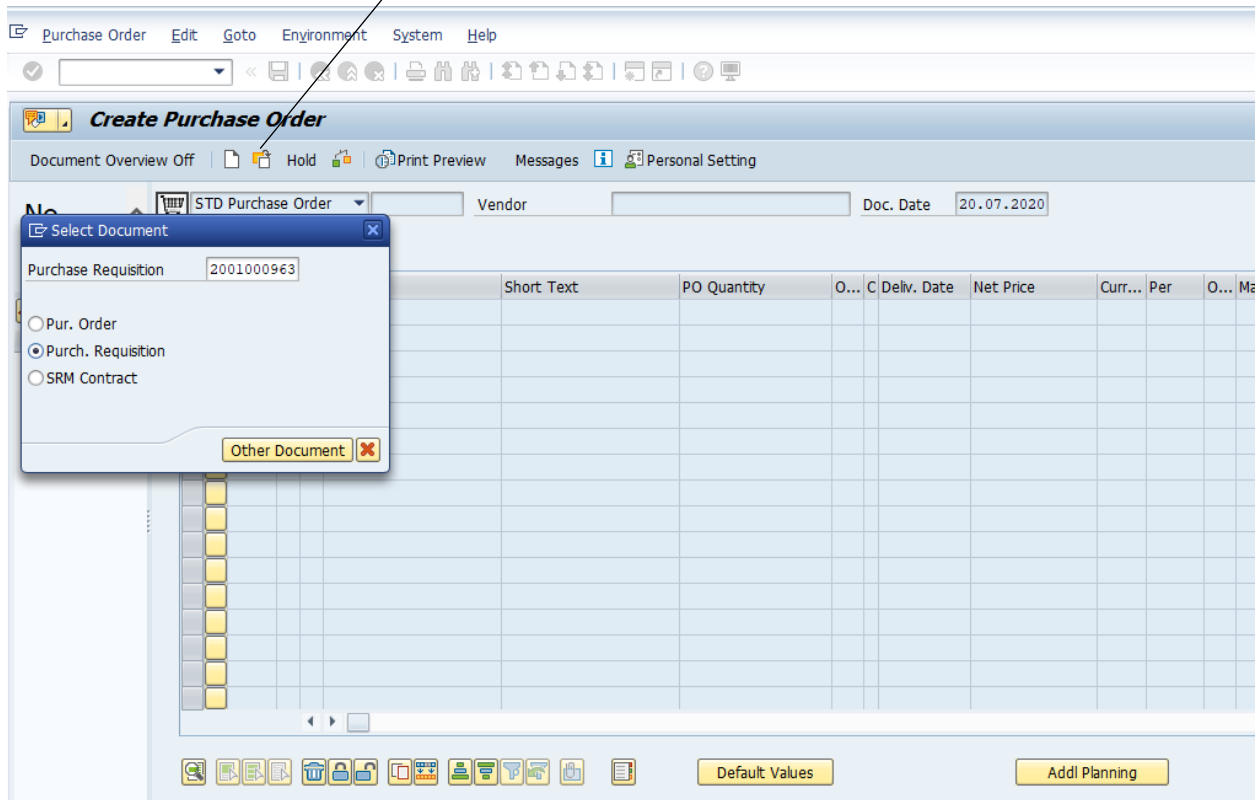 Purchase Order Edit Goto Environment System Help
Create Purchase Order
Document Overview Off Hold Print Preview Messages Personal Setting
STD Purchase Order Vendor Doc. Date 20.07.2020
Select Document
Purchase Requisition 2001000963
Short Text PO Quantity O... C Deliv. Date Net Price Curr... Per O... Ma
Pur. Order
Purch. Requisition
SRM Contract
Other Document
Default Values Addl Planning